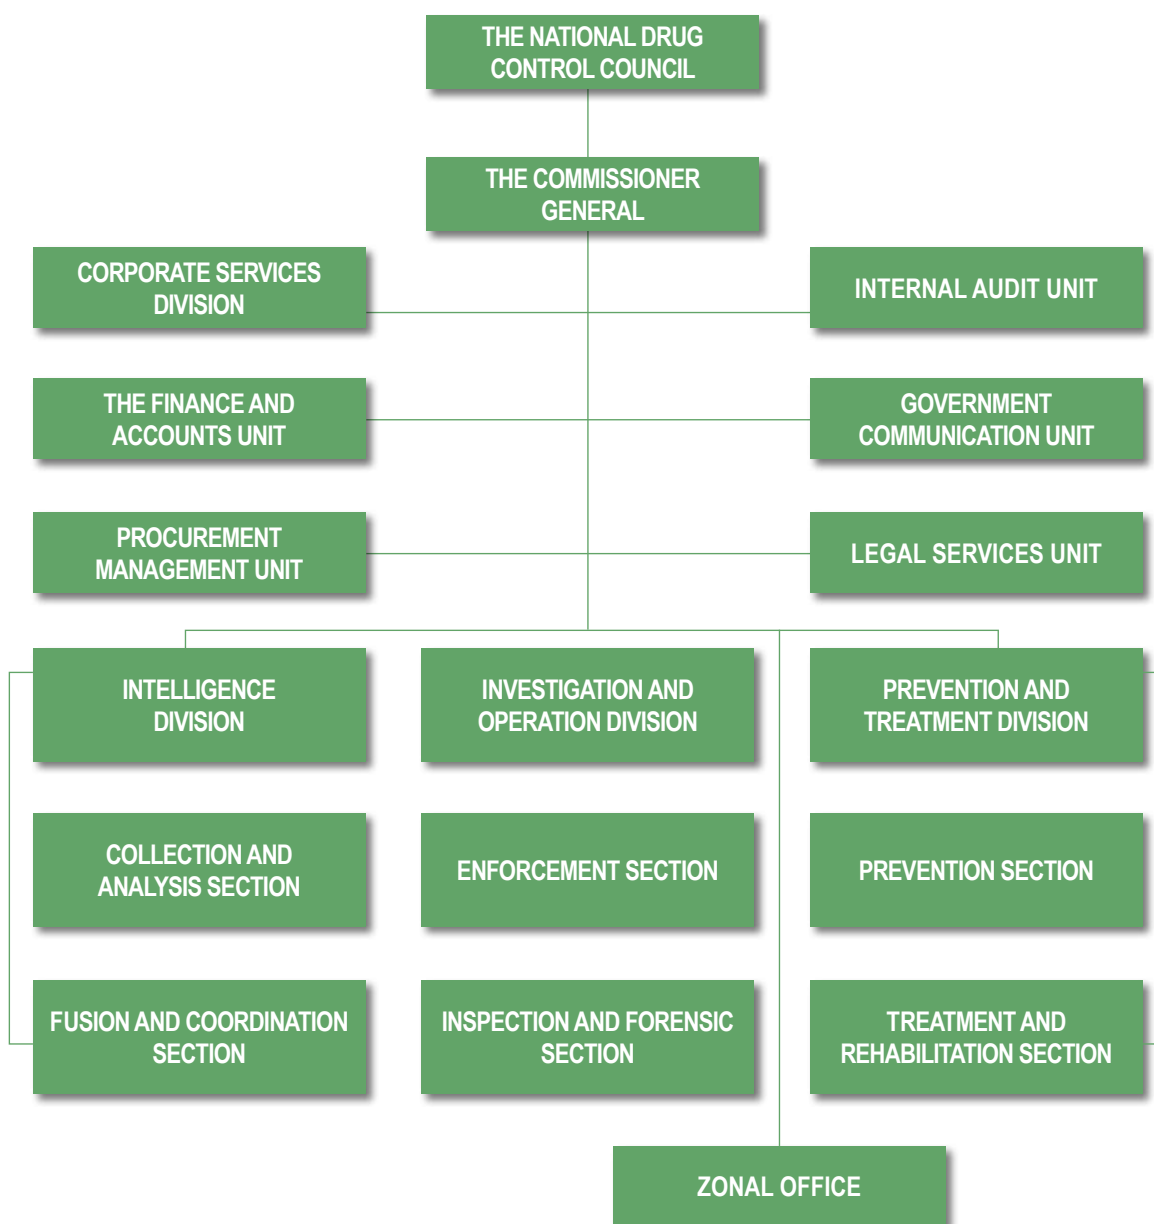 THE NATIONAL DRUG
CONTROL COUNCIL
THE COMMISSIONER
GENERAL
CORPORATE SERVICES
DIVISION
INTERNAL AUDIT UNIT
THE FINANCE AND
ACCOUNTS UNIT
GOVERNMENT
COMMUNICATION UNIT
PROCUREMENT
MANAGEMENT UNIT
LEGAL SERVICES UNIT
INTELLIGENCE
DIVISION
INVESTIGATION AND
OPERATION DIVISION
PREVENTION AND
TREATMENT DIVISION
COLLECTION AND
ANALYSIS SECTION
ENFORCEMENT SECTION
PREVENTION SECTION
FUSION AND COORDINATION
SECTION
INSPECTION AND FORENSIC
SECTION
TREATMENT AND
REHABILITATION SECTION
ZONAL OFFICE